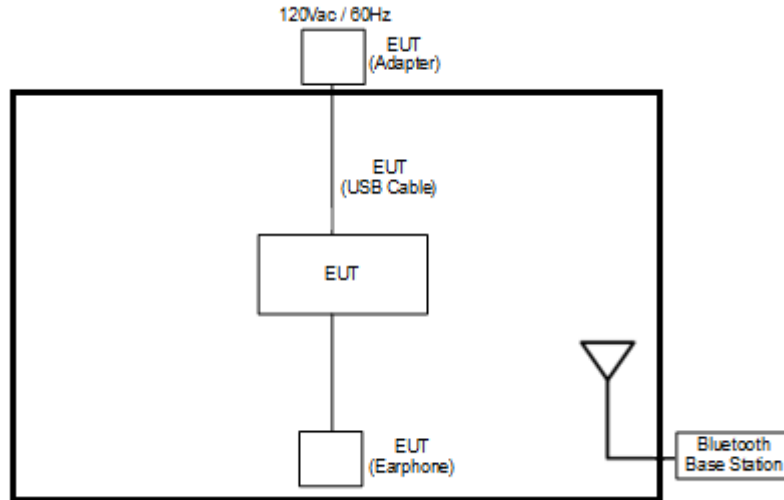 120Vac / 60Hz
EUT
(Adapter)
EUT
(USB Cable)
EUT
EUT
(Earphone)
Bluetooth
Base Station